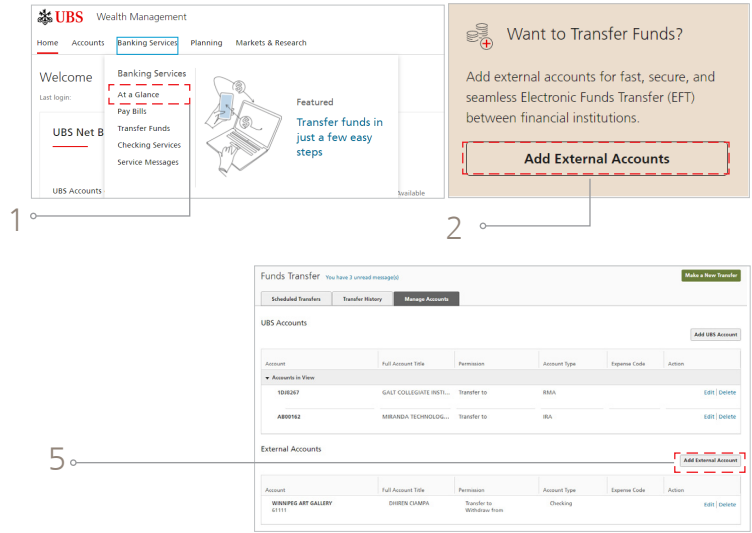 UBS Wealth Management
Home Accounts Banking Services Planning Markets & Research
Welcome
Last login:
UBS Net B
UBS Accounts
Banking Services
At a Glance
Pay Bills
Transfer Funds
Checking Services
Service Messages
Featured
Transfer funds in
just a few easy
steps
Available
1
Want to Transfer Funds?
Add external accounts for fast, secure, and
seamless Electronic Funds Transfer (EFT)
between financial institutions.
Add External Accounts
2
Funds Transfer You have 2 unread message(s)
Make a New Transfer
Scheduled Transfers Transfer History Manage Accounts
UBS Accounts
Add UBS Account
Account Full Account Title Permission Account Type Expense Code Action
Accounts in View
1DJ8267 GALT COLLEGIATE INSTI... Transfer to RMA Edit | Delete
AB00162 MIRANDA TECHNOLOG... Transfer to IRA Edit | Delete
External Accounts
Add External Account
5
Account Full Account Title Permission Account Type Expense Code Action
WINNIPEG ART GALLERY DHIREN CIAMPA Transfer to Checking Edit | Delete
61111 Withdraw from